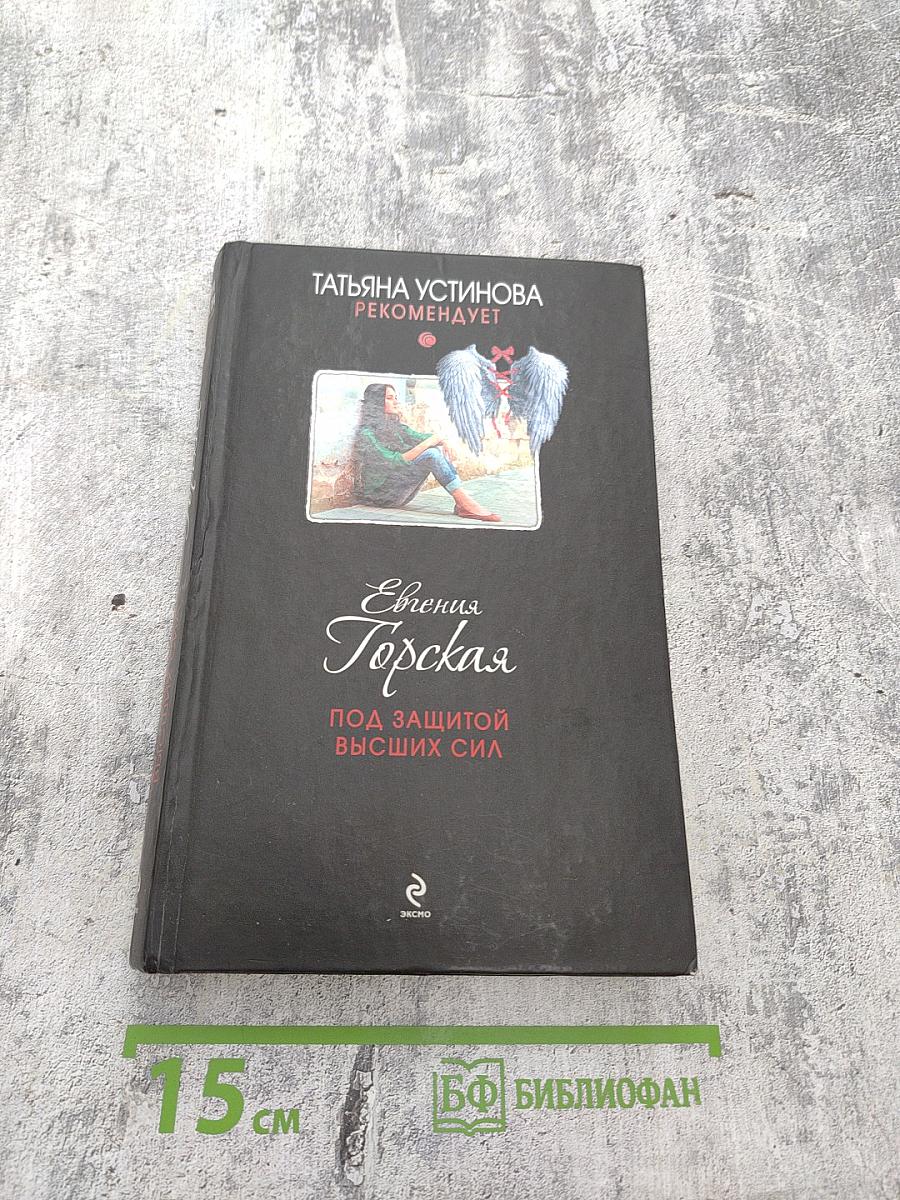 ТАТЬЯНА УСТИНОВА
РЕКОМЕНДУЕТ
Евгения
Горская
ПОД ЗАЩИТОЙ
ВЫСШИХ СИЛ
ЭКСМО
15 см
БФ БИБЛИОФАН